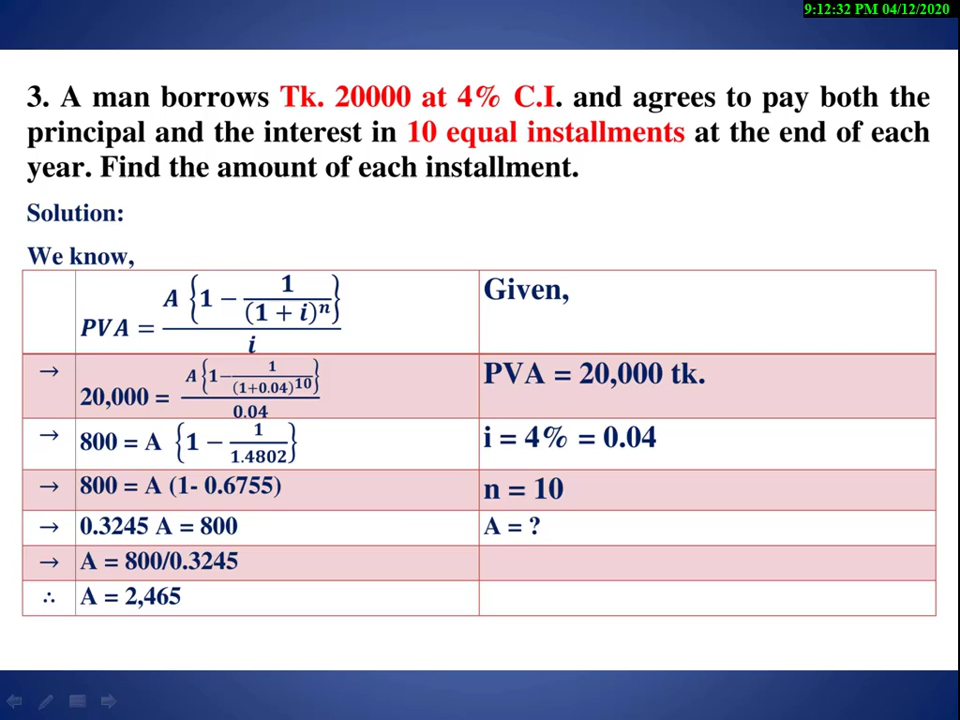 9:12:32 PM 04/12/2020
3. A man borrows Tk. 20000 at 4% C.I. and agrees to pay both the
principal and the interest in 10 equal installments at the end of each
year. Find the amount of each installment.
Solution:
We know,
PVA = A {1 − 1/(1 + i)ⁿ} / i
Given,
→ 20,000 = A{1−1/(1+0.04)¹⁰} / 0.04
PVA = 20,000 tk.
→ 800 = A {1 − 1/1.4802}
i = 4% = 0.04
→ 800 = A (1- 0.6755)
n = 10
→ 0.3245 A = 800
A = ?
→ A = 800/0.3245
∴ A = 2,465